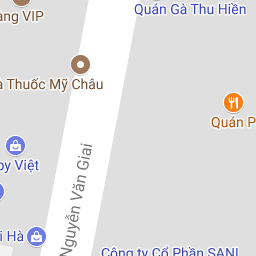 Quán Gà Thu Hiền
ang VIP
à Thuốc Mỹ Châu
Quán P
by Việt
Nguyễn Văn Giai
i Hà
Công ty Cổ Phần SANI